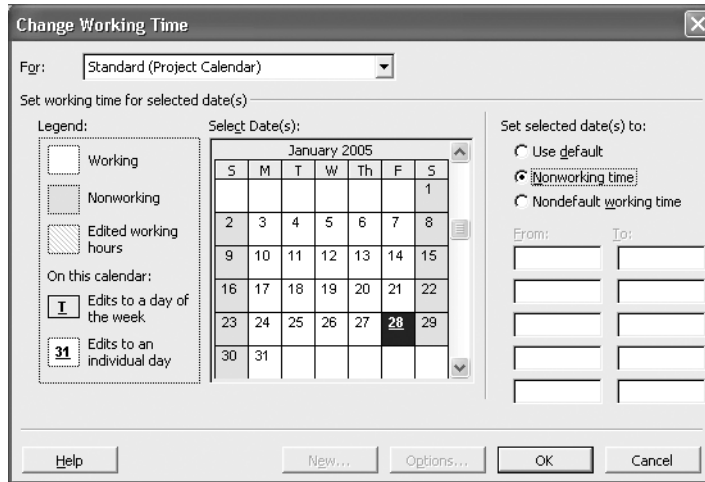 Change Working Time
For: Standard (Project Calendar)
Set working time for selected date(s)
Legend:
Working
Nonworking
Edited working
hours
On this calendar:
T Edits to a day of
the week
31 Edits to an
individual day
Select Date(s):
January 2005
S M T W Th F S
1
2 3 4 5 6 7 8
9 10 11 12 13 14 15
16 17 18 19 20 21 22
23 24 25 26 27 28 29
30 31
Set selected date(s) to:
Use default
Nonworking time
Nondefault working time
From: To:
Help New... Options... OK Cancel